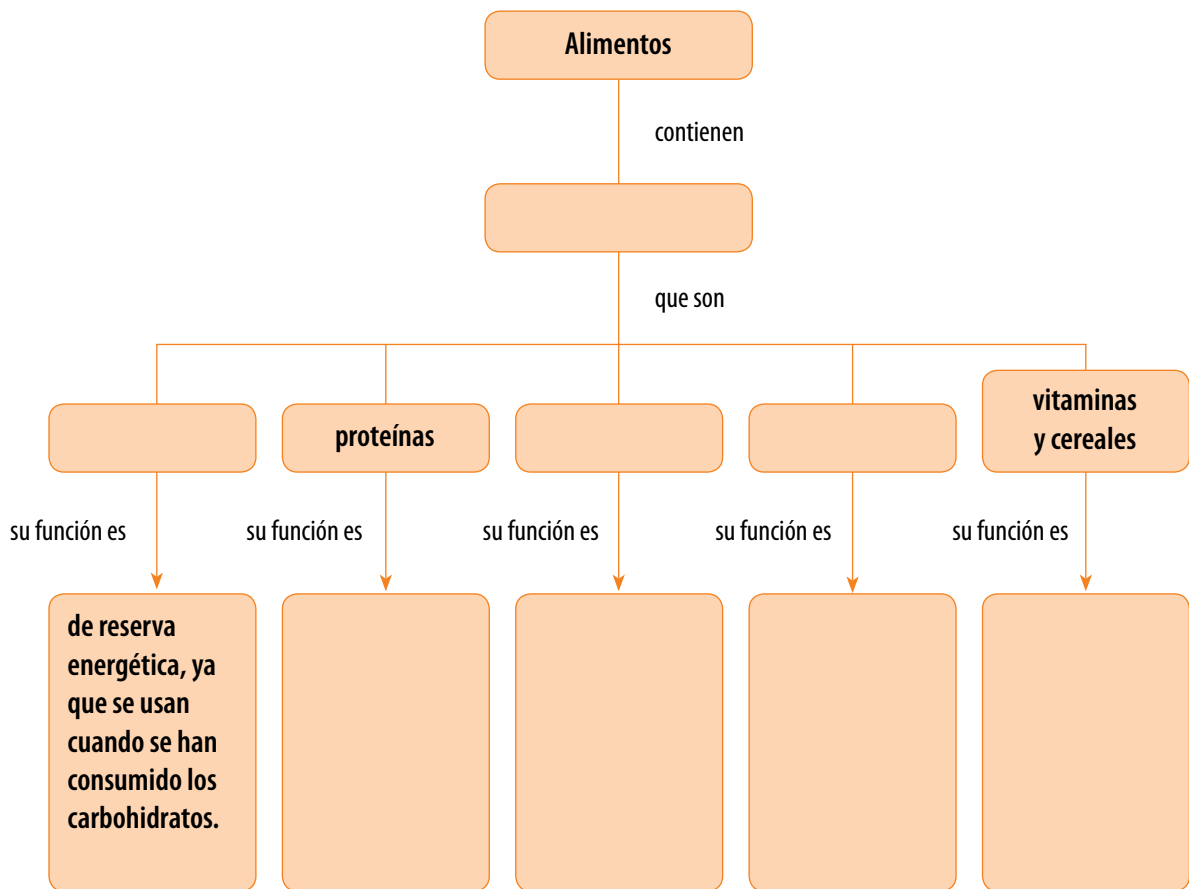 Alimentos
contienen
que son
proteínas
vitaminas
y cereales
su función es
su función es
su función es
su función es
su función es
de reserva
energética, ya
que se usan
cuando se han
consumido los
carbohidratos.